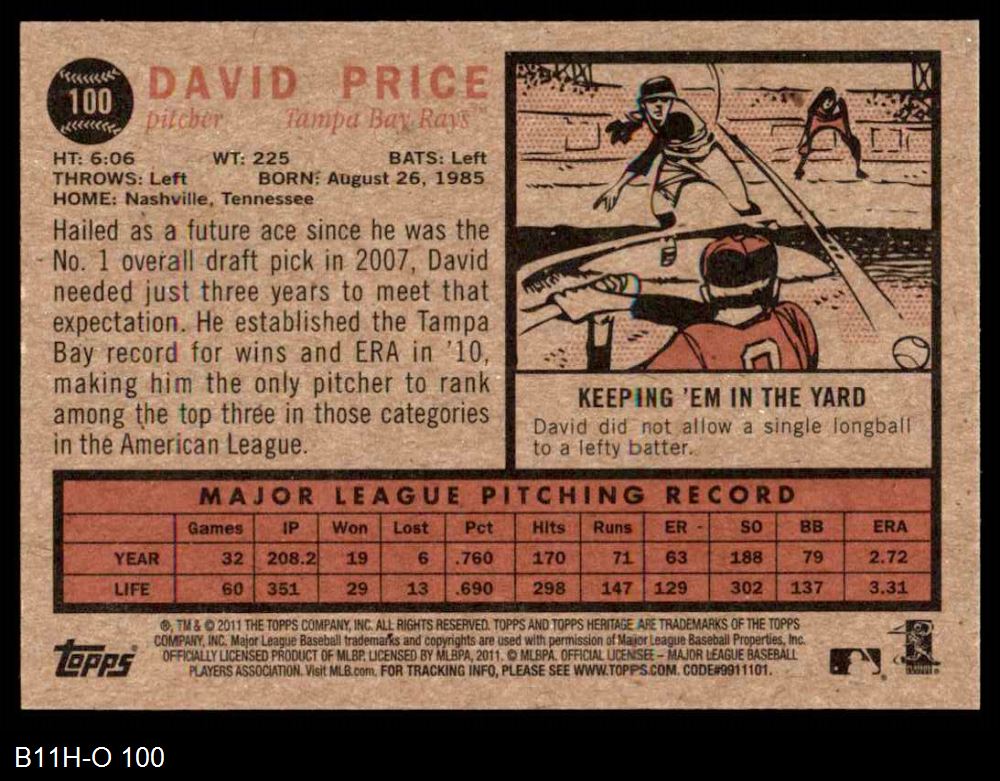 100
DAVID PRICE
pitcher Tampa Bay Rays™
HT: 6:06 WT: 225 BATS: Left
THROWS: Left BORN: August 26, 1985
HOME: Nashville, Tennessee
Hailed as a future ace since he was the
No. 1 overall draft pick in 2007, David
needed just three years to meet that
expectation. He established the Tampa
Bay record for wins and ERA in '10,
making him the only pitcher to rank
among the top three in those categories
in the American League.
KEEPING 'EM IN THE YARD
David did not allow a single longball
to a lefty batter.
MAJOR LEAGUE PITCHING RECORD
Games IP Won Lost Pct Hits Runs ER SO BB ERA
YEAR 32 208.2 19 6 .760 170 71 63 188 79 2.72
LIFE 60 351 29 13 .690 298 147 129 302 137 3.31
®, TM & © 2011 THE TOPPS COMPANY, INC. ALL RIGHTS RESERVED. TOPPS AND TOPPS HERITAGE ARE TRADEMARKS OF THE TOPPS
COMPANY, INC. Major League Baseball trademarks and copyrights are used with permission of Major League Baseball Properties, Inc.
OFFICIALLY LICENSED PRODUCT OF MLBP. LICENSED BY MLBPA, 2011. © MLBPA. OFFICIAL LICENSEE – MAJOR LEAGUE BASEBALL
PLAYERS ASSOCIATION. Visit MLB.com. FOR TRACKING INFO, PLEASE SEE WWW.TOPPS.COM. CODE#9911101.
topps
B11H-O 100